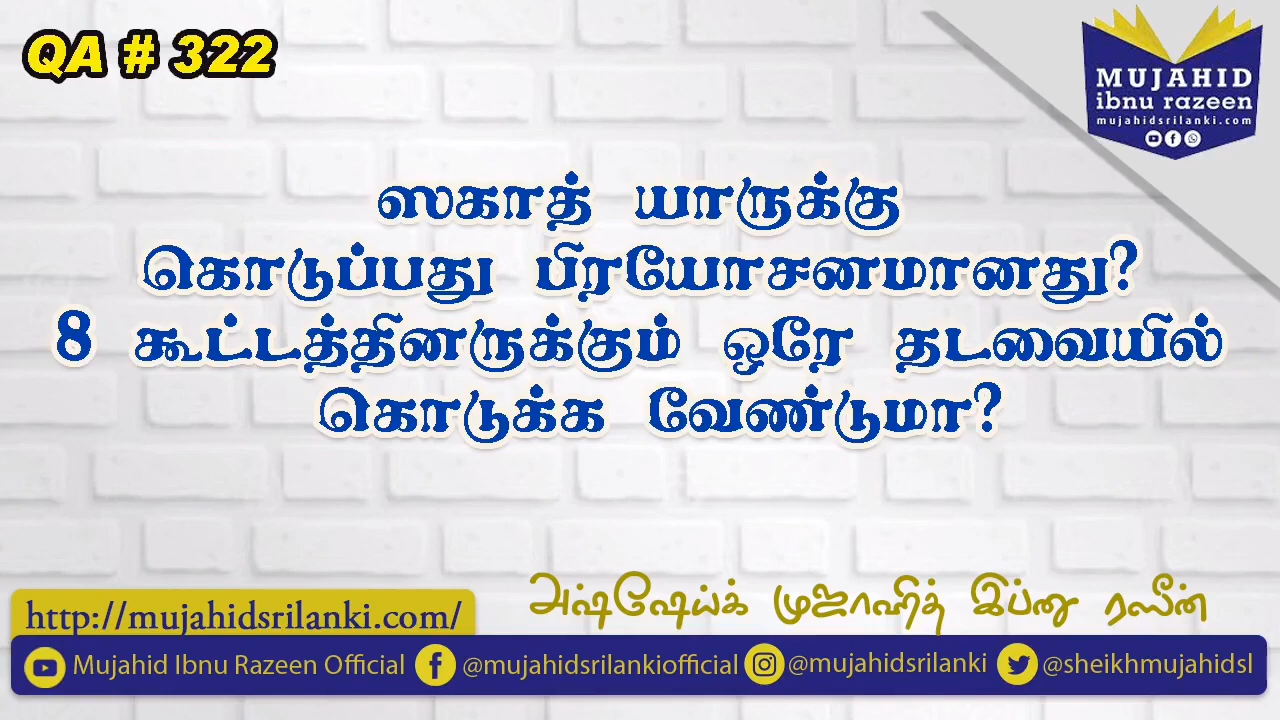 QA # 322
MUJAHID
ibnu razeen
mujahidsrilanki.com
ஸகாத் யாருக்கு
கொடுப்பது பிரயோசனமானது?
8 கூட்டத்தினருக்கும் ஒரே தடவையில்
கொடுக்க வேண்டுமா?
அஷ்ஷேய்க் முஜாஹித் இப்னு ரஸீன்
http://mujahidsrilanki.com/
Mujahid Ibnu Razeen Official @mujahidsrilankiofficial @mujahidsrilanki @sheikhmujahidsl